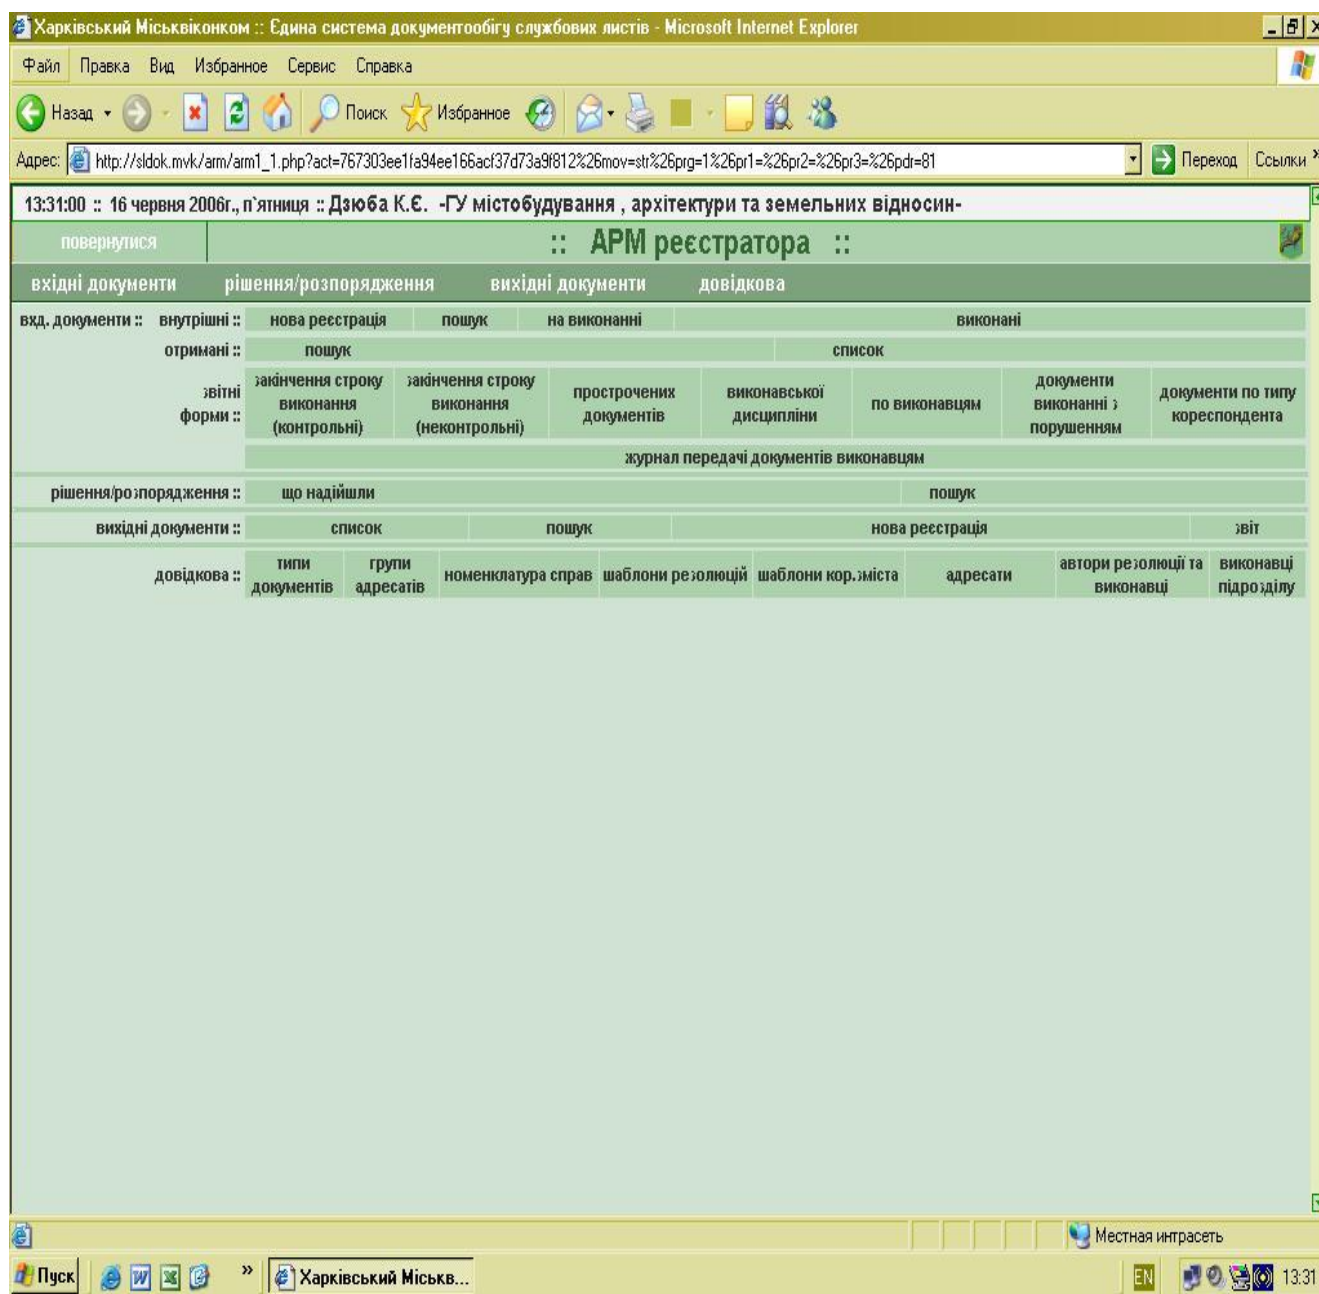 Харківський Міськвіконком :: Єдина система документообігу службових листів - Microsoft Internet Explorer
Файл Правка Вид Избранное Сервис Справка
Назад Поиск Избранное
Адрес: http://sldok.mvk/arm/arm1_1.php?act=767303ee1fa94ee166acf37d73a9f812%26mov=str%26prg=1%26pr1=%26pr2=%26pr3=%26pdr=81 Переход Ссылки »
13:31:00 :: 16 червня 2006г., п`ятниця :: Дзюба К.Є. -ГУ містобудування , архітектури та земельних відносин-
повернутися :: АРМ реєстратора ::
вхідні документи рішення/розпорядження вихідні документи довідкова
вхд. документи :: внутрішні :: нова реєстрація пошук на виконанні виконані
отримані :: пошук список
звітні форми :: закінчення строку виконання (контрольні) закінчення строку виконання (неконтрольні) прострочених документів виконавської дисципліни по виконавцям документи виконанні з порушенням документи по типу кореспондента
журнал передачі документів виконавцям
рішення/розпорядження :: що надійшли пошук
вихідні документи :: список пошук нова реєстрація звіт
довідкова :: типи документів групи адресатів номенклатура справ шаблони резолюцій шаблони кор.зміста адресати автори резолюції та виконавці виконавці підрозділу
Местная интрасеть
Пуск » Харківський Міськв... EN 13:31